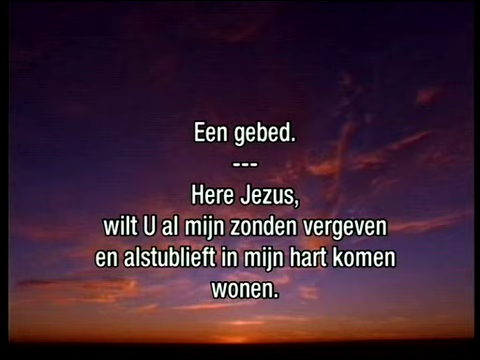 Een gebed.
---
Here Jezus,
wilt U al mijn zonden vergeven
en alstublieft in mijn hart komen
wonen.